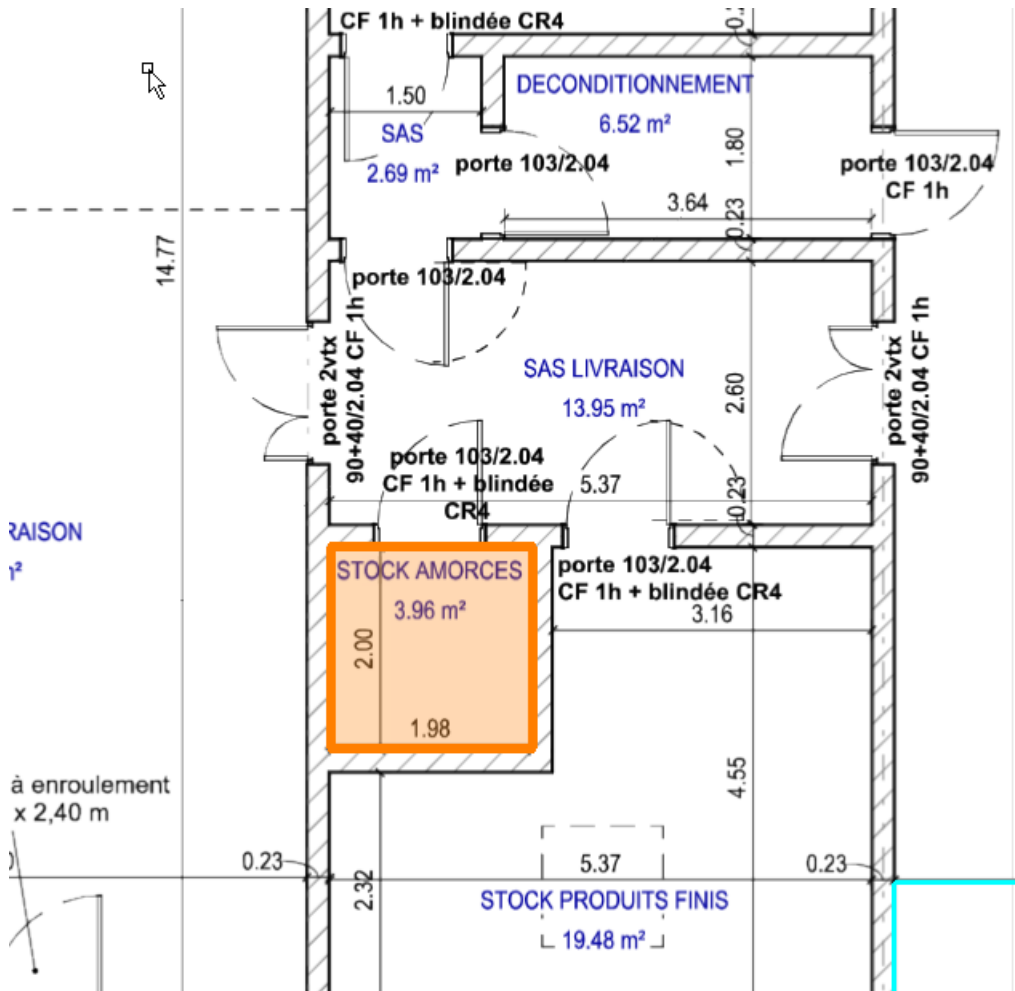 CF 1h + blindée CR4
0.2
DECONDITIONNEMENT
6.52 m²
1.50
SAS
2.69 m²
porte 103/2.04
1.80
porte 103/2.04
CF 1h
3.64
0.23
14.77
porte 103/2.04
porte 2vtx
90+40/2.04 CF 1h
SAS LIVRAISON
13.95 m²
2.60
porte 2vtx
90+40/2.04 CF 1h
porte 103/2.04
CF 1h + blindée
CR4
5.37
0.23
RAISON
STOCK AMORCES
3.96 m²
2.00
1.98
porte 103/2.04
CF 1h + blindée CR4
3.16
4.55
à enroulement
x 2,40 m
0.23
5.37
0.23
2.32
STOCK PRODUITS FINIS
19.48 m²